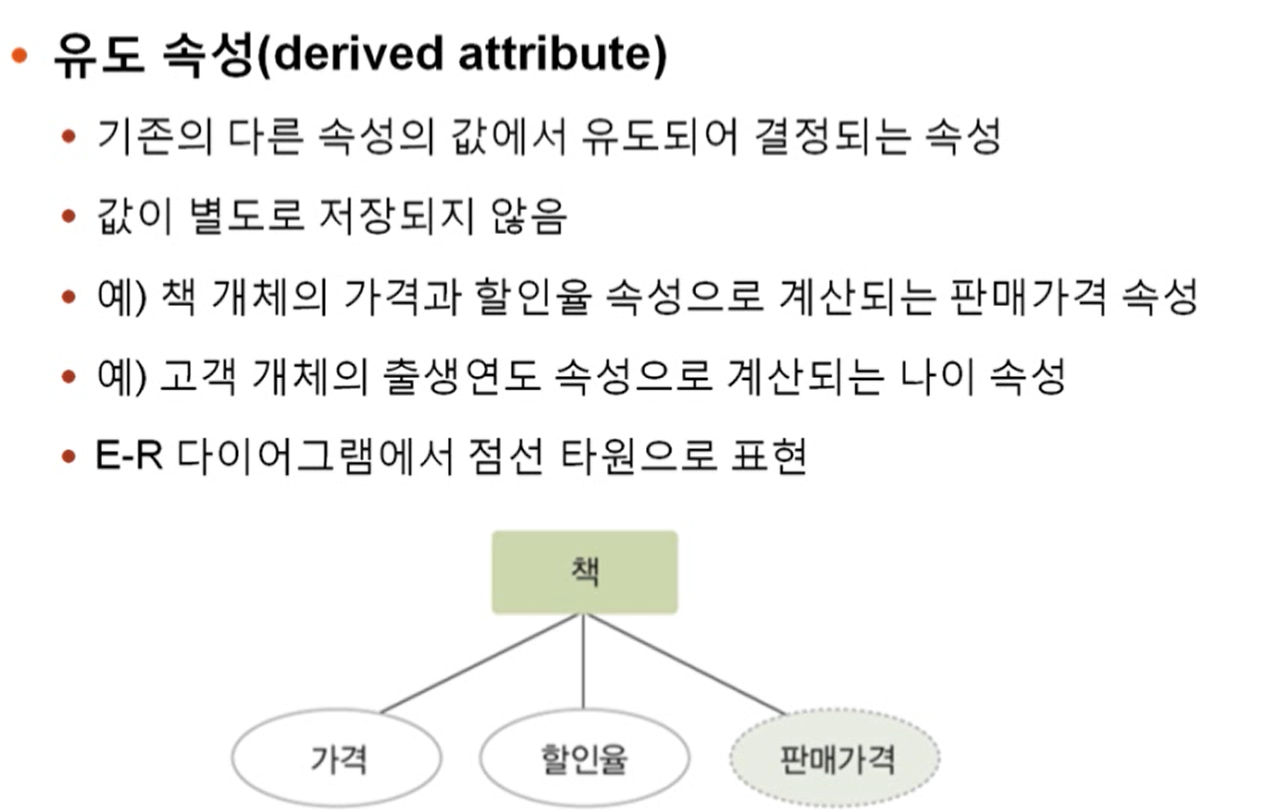 유도 속성(derived attribute)
기존의 다른 속성의 값에서 유도되어 결정되는 속성
값이 별도로 저장되지 않음
예) 책 개체의 가격과 할인율 속성으로 계산되는 판매가격 속성
예) 고객 개체의 출생연도 속성으로 계산되는 나이 속성
E-R 다이어그램에서 점선 타원으로 표현
책
가격
할인율
판매가격